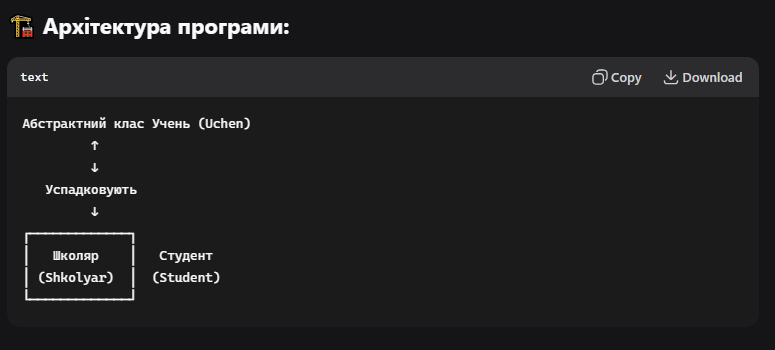 🏗️ Архітектура програми:
text
Copy
Download
Абстрактний клас Учень (Uchen)
↑
↓
Успадковують
↓
Школяр Студент
(Shkolyar) (Student)